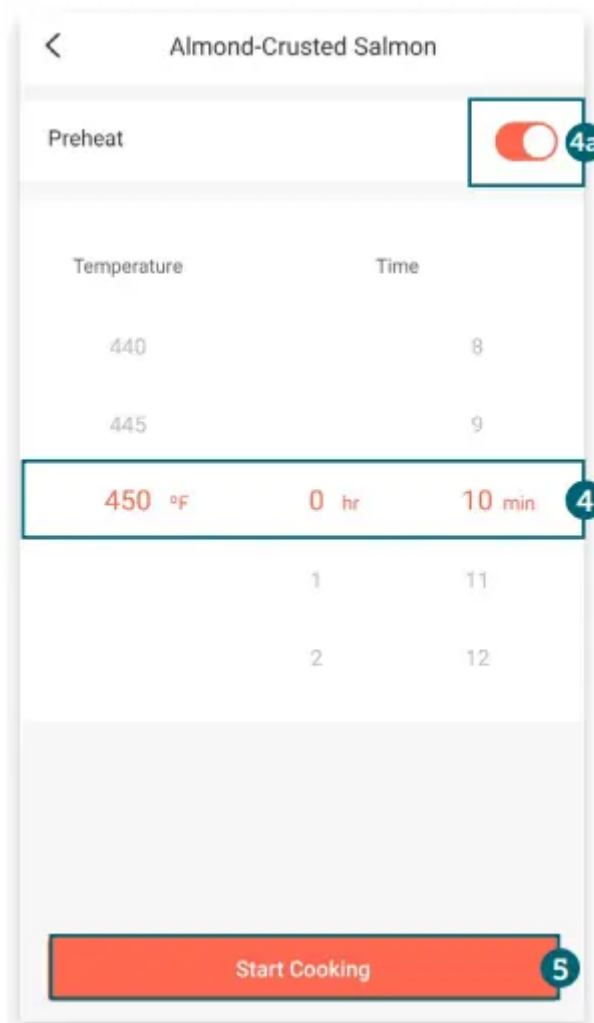 Almond-Crusted Salmon
Preheat
4a
Temperature Time
440 8
445 9
450 °F 0 hr 10 min 4
1 11
2 12
Start Cooking 5